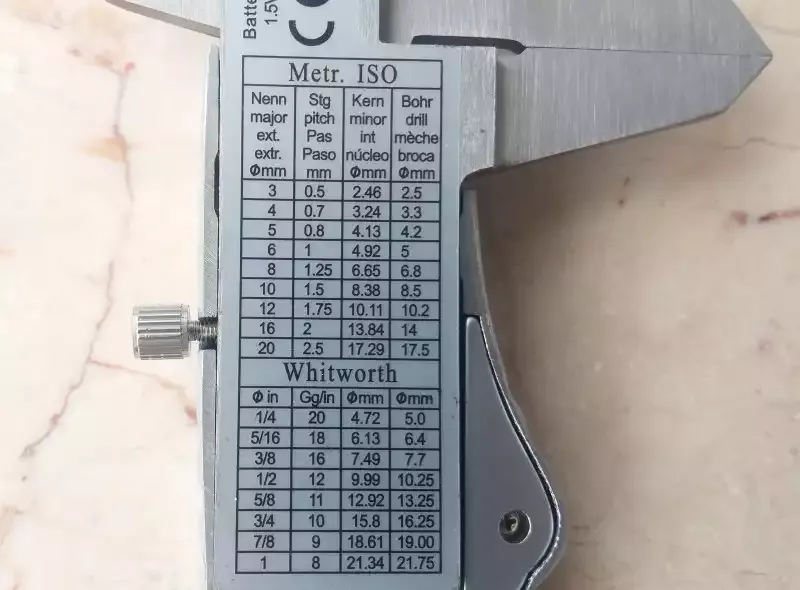 Batte
1.5V
CE
Metr. ISO
Nenn Stg Kern Bohr
major pitch minor drill
ext. Pas int mèche
extr. Paso núcleo broca
Φmm mm Φmm Φmm
3 0.5 2.46 2.5
4 0.7 3.24 3.3
5 0.8 4.13 4.2
6 1 4.92 5
8 1.25 6.65 6.8
10 1.5 8.38 8.5
12 1.75 10.11 10.2
16 2 13.84 14
20 2.5 17.29 17.5
Whitworth
Φ in Gg/in Φmm Φmm
1/4 20 4.72 5.0
5/16 18 6.13 6.4
3/8 16 7.49 7.7
1/2 12 9.99 10.25
5/8 11 12.92 13.25
3/4 10 15.8 16.25
7/8 9 18.61 19.00
1 8 21.34 21.75